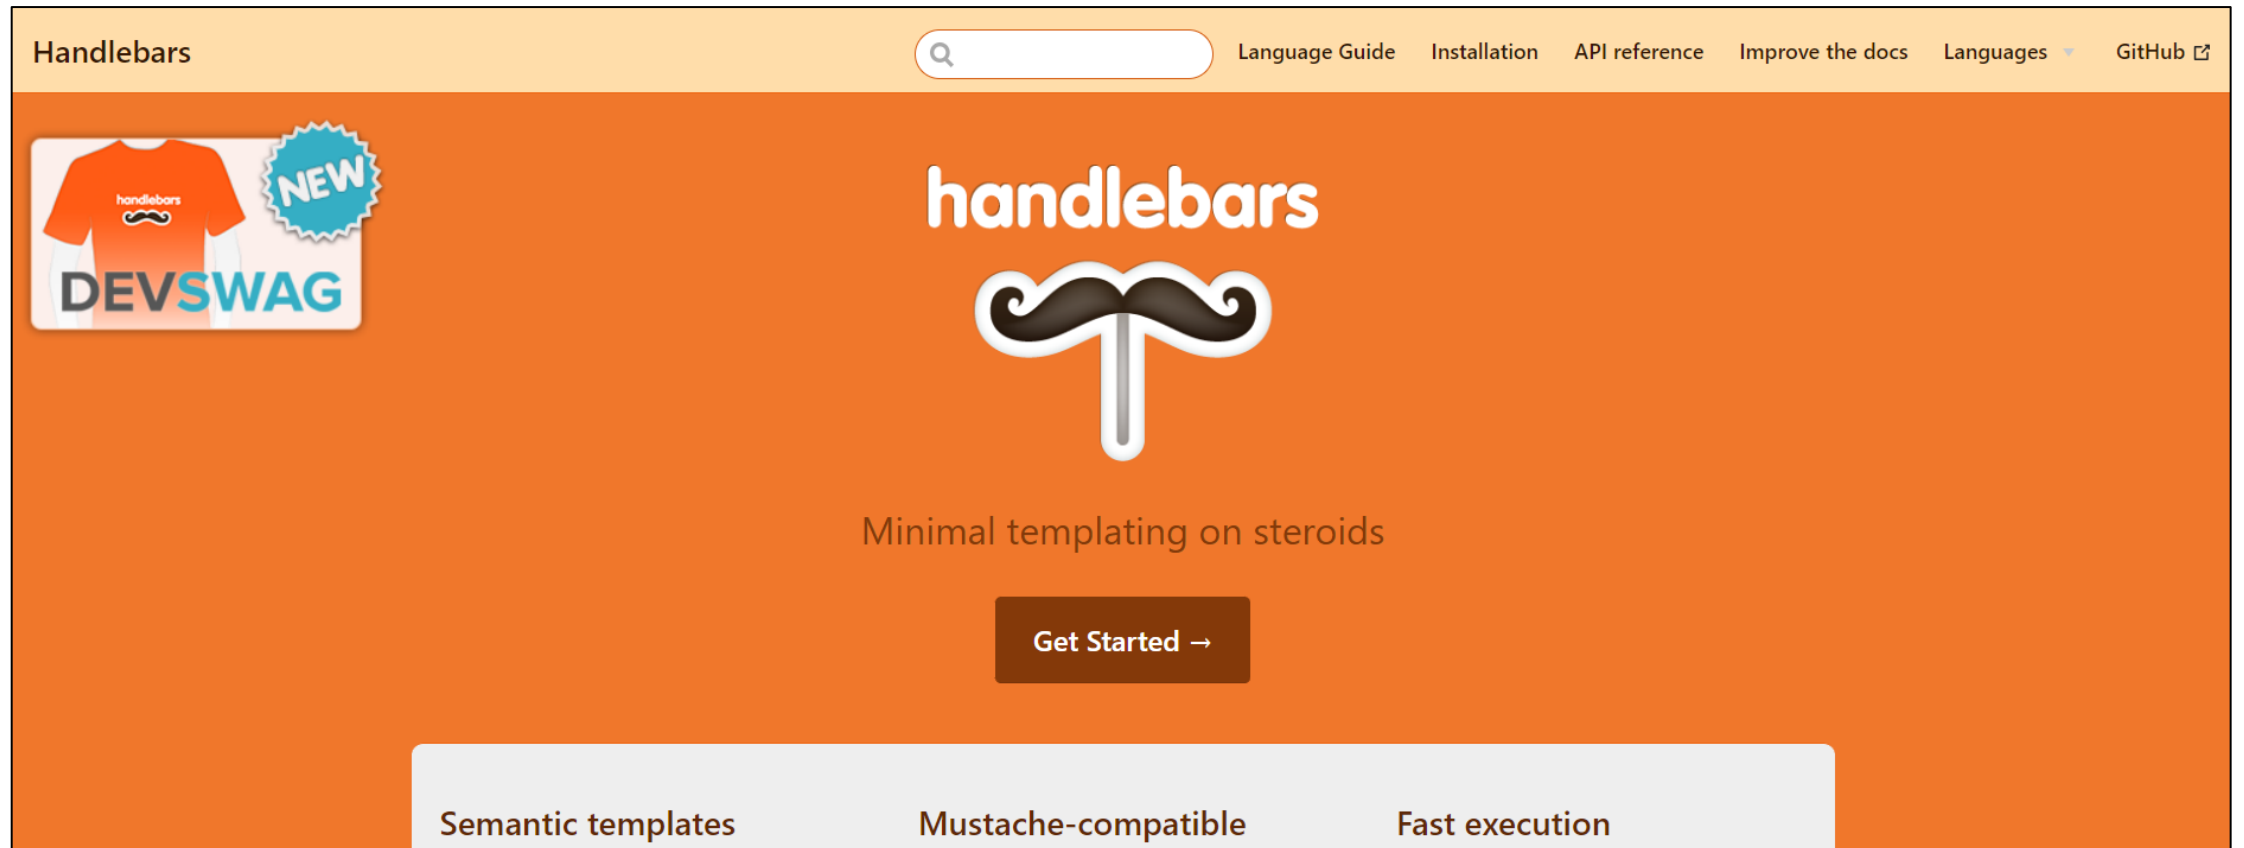 Handlebars
Language Guide Installation API reference Improve the docs Languages GitHub
NEW
handlebars
DEVSWAG
handlebars
Minimal templating on steroids
Get Started →
Semantic templates Mustache-compatible Fast execution